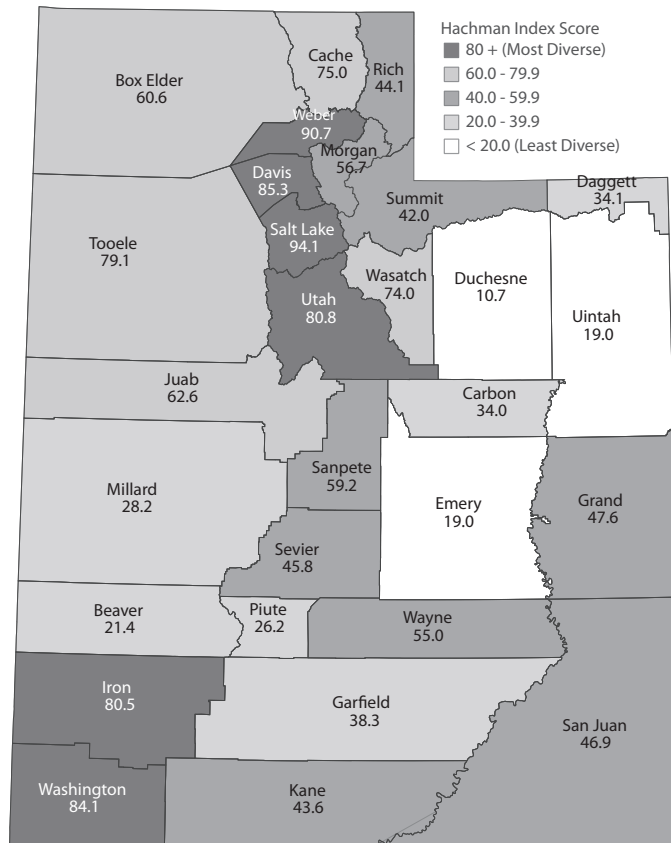 Hachman Index Score
80 + (Most Diverse)
60.0 - 79.9
40.0 - 59.9
20.0 - 39.9
< 20.0 (Least Diverse)
Cache
75.0
Rich
44.1
Box Elder
60.6
Weber
90.7
Morgan
56.7
Davis
85.3
Summit
42.0
Daggett
34.1
Salt Lake
94.1
Tooele
79.1
Wasatch
74.0
Duchesne
10.7
Utah
80.8
Uintah
19.0
Juab
62.6
Carbon
34.0
Sanpete
59.2
Millard
28.2
Emery
19.0
Grand
47.6
Sevier
45.8
Beaver
21.4
Piute
26.2
Wayne
55.0
Iron
80.5
Garfield
38.3
San Juan
46.9
Washington
84.1
Kane
43.6